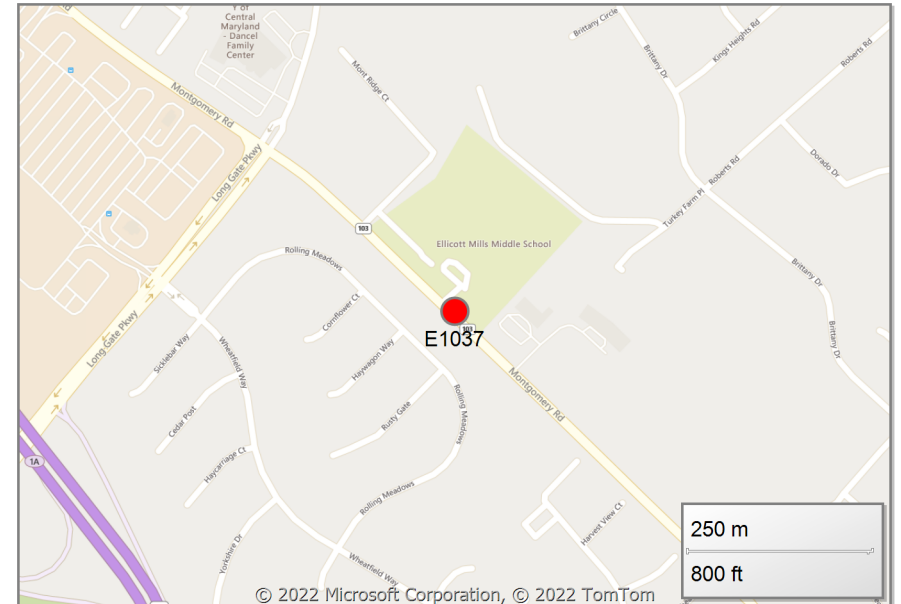 Y of
Central
Maryland
- Dancel
Family
Center
Brittany Circle
Kings Heights Rd
Brittany Dr
Roberts Rd
Mont Ridge Ct
Montgomery Rd
Long Gate Pkwy
Dorado Dr
Roberts Rd
Turkey Farm Pl
103
Ellicott Mills Middle School
Rolling Meadows
Brittany Dr
Cornflower Ct
E1037
103
Long Gate Pkwy
Sicklebar Way
Wheatfield Way
Haywagon Way
Brittany Dr
Montgomery Rd
Rusty Gate
Rolling Meadows
Cedar Post
1A
Haycarriage Ct
Rolling Meadows
Harvest View Ct
Yorkshire Dr
Wheatfield Way
250 m
800 ft
© 2022 Microsoft Corporation, © 2022 TomTom